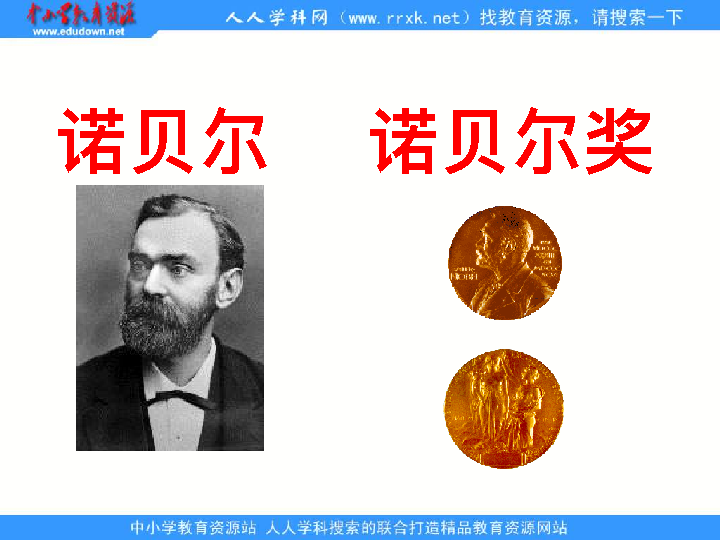 中小学教育资源
www.edudown.net
人人学科网（www.rrxk.net）找教育资源，请搜索一下
诺贝尔 诺贝尔奖
中小学教育资源站 人人学科搜索的联合打造精品教育资源网站